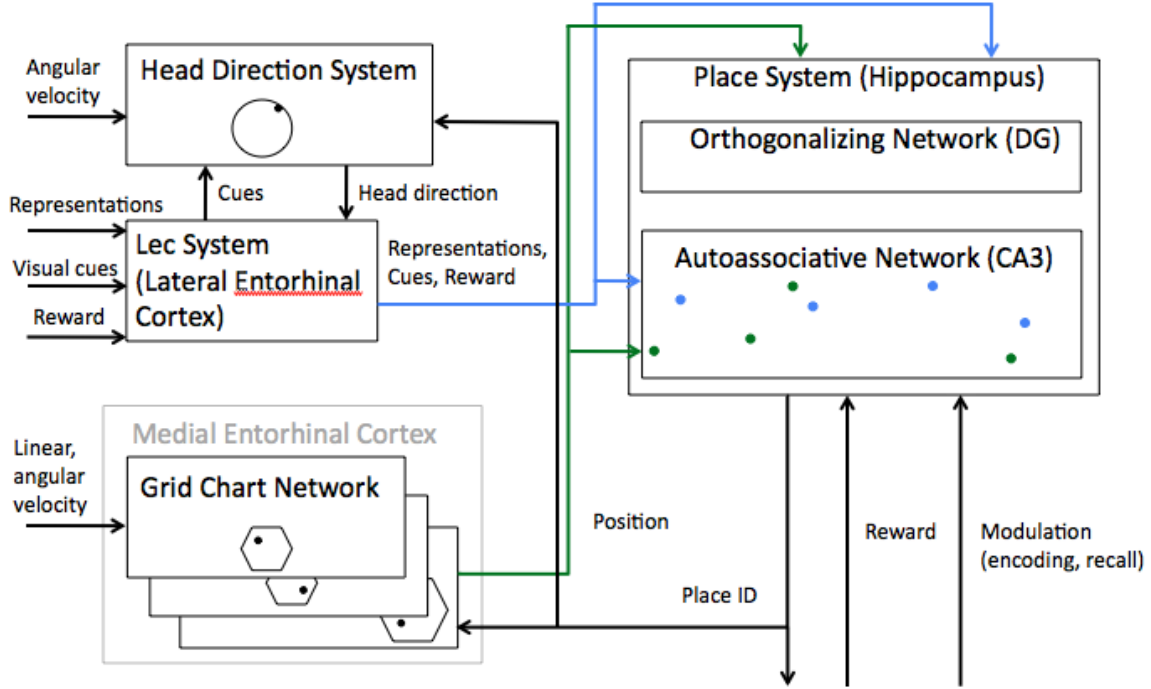 Angular
velocity
Head Direction System
Cues
Head direction
Representations
Visual cues
Reward
Lec System
(Lateral Entorhinal
Cortex)
Representations,
Cues, Reward
Place System (Hippocampus)
Orthogonalizing Network (DG)
Autoassociative Network (CA3)
Medial Entorhinal Cortex
Linear,
angular
velocity
Grid Chart Network
Position
Place ID
Reward
Modulation
(encoding, recall)